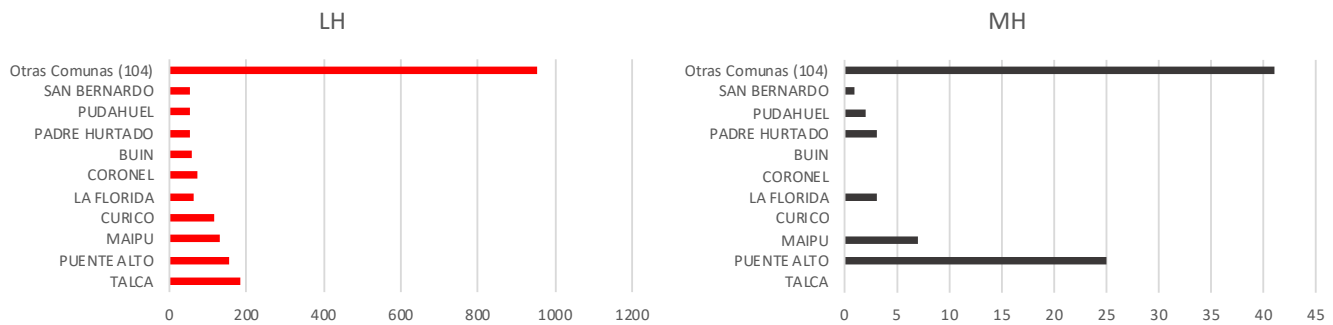 LH
Otras Comunas (104)
SAN BERNARDO
PUDAHUEL
PADRE HURTADO
BUIN
CORONEL
LA FLORIDA
CURICO
MAIPU
PUENTE ALTO
TALCA
0 200 400 600 800 1000 1200
MH
Otras Comunas (104)
SAN BERNARDO
PUDAHUEL
PADRE HURTADO
BUIN
CORONEL
LA FLORIDA
CURICO
MAIPU
PUENTE ALTO
TALCA
0 5 10 15 20 25 30 35 40 45